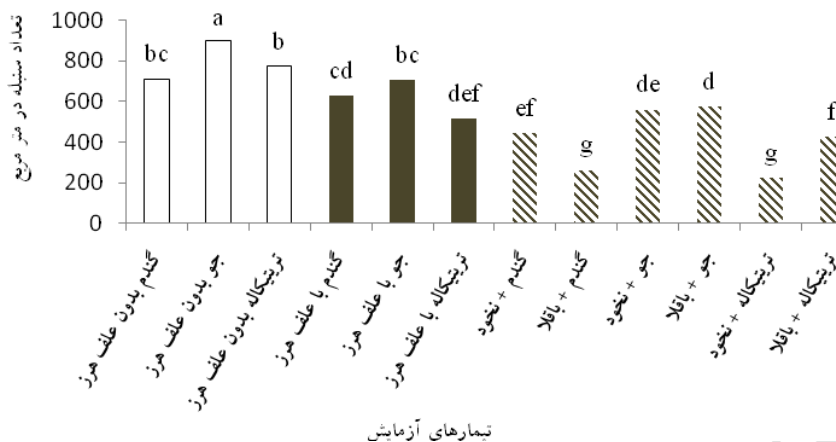 تعداد سنبله در متر مربع
1000
800
600
400
200
0
bc
a
b
cd
bc
def
ef
g
de
d
g
f
گندم بدون علف هرز
جو بدون علف هرز
تریتیکاله بدون علف هرز
گندم با علف هرز
جو با علف هرز
تریتیکاله با علف هرز
گندم + نخود
گندم + باقلا
جو + نخود
جو + باقلا
تریتیکاله + نخود
تریتیکاله + باقلا
تیمارهای آزمایش